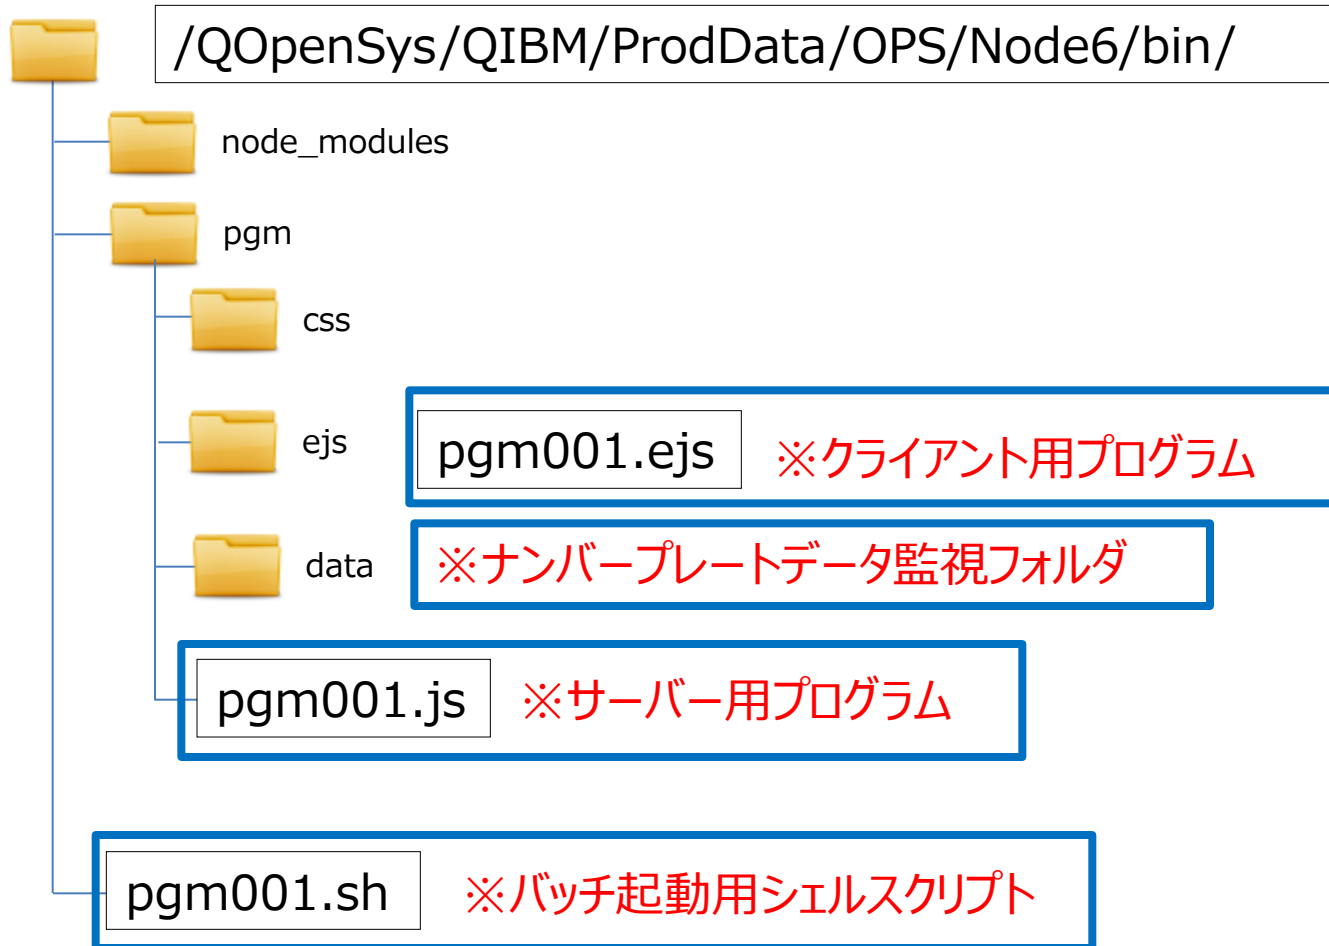 /QOpenSys/QIBM/ProdData/OPS/Node6/bin/
node_modules
pgm
css
ejs
pgm001.ejs ※クライアント用プログラム
data ※ナンバープレートデータ監視フォルダ
pgm001.js ※サーバー用プログラム
pgm001.sh ※バッチ起動用シェルスクリプト